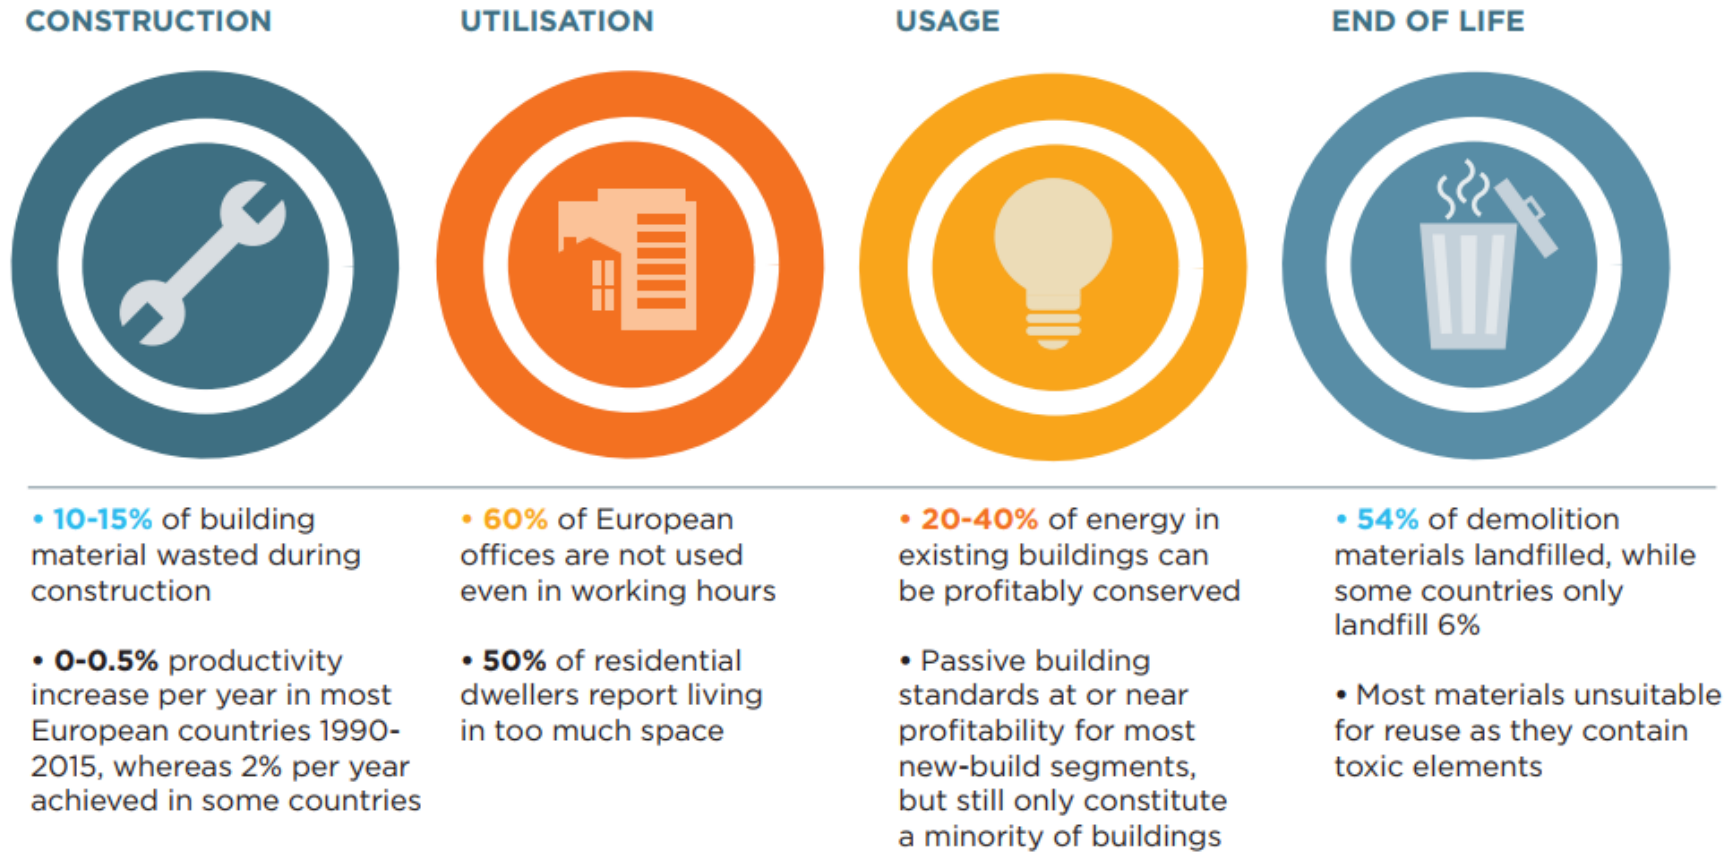 CONSTRUCTION
UTILISATION
USAGE
END OF LIFE
• 10-15% of building
material wasted during
construction
• 0-0.5% productivity
increase per year in most
European countries 1990-
2015, whereas 2% per year
achieved in some countries
• 60% of European
offices are not used
even in working hours
• 50% of residential
dwellers report living
in too much space
• 20-40% of energy in
existing buildings can
be profitably conserved
• Passive building
standards at or near
profitability for most
new-build segments,
but still only constitute
a minority of buildings
• 54% of demolition
materials landfilled, while
some countries only
landfill 6%
• Most materials unsuitable
for reuse as they contain
toxic elements